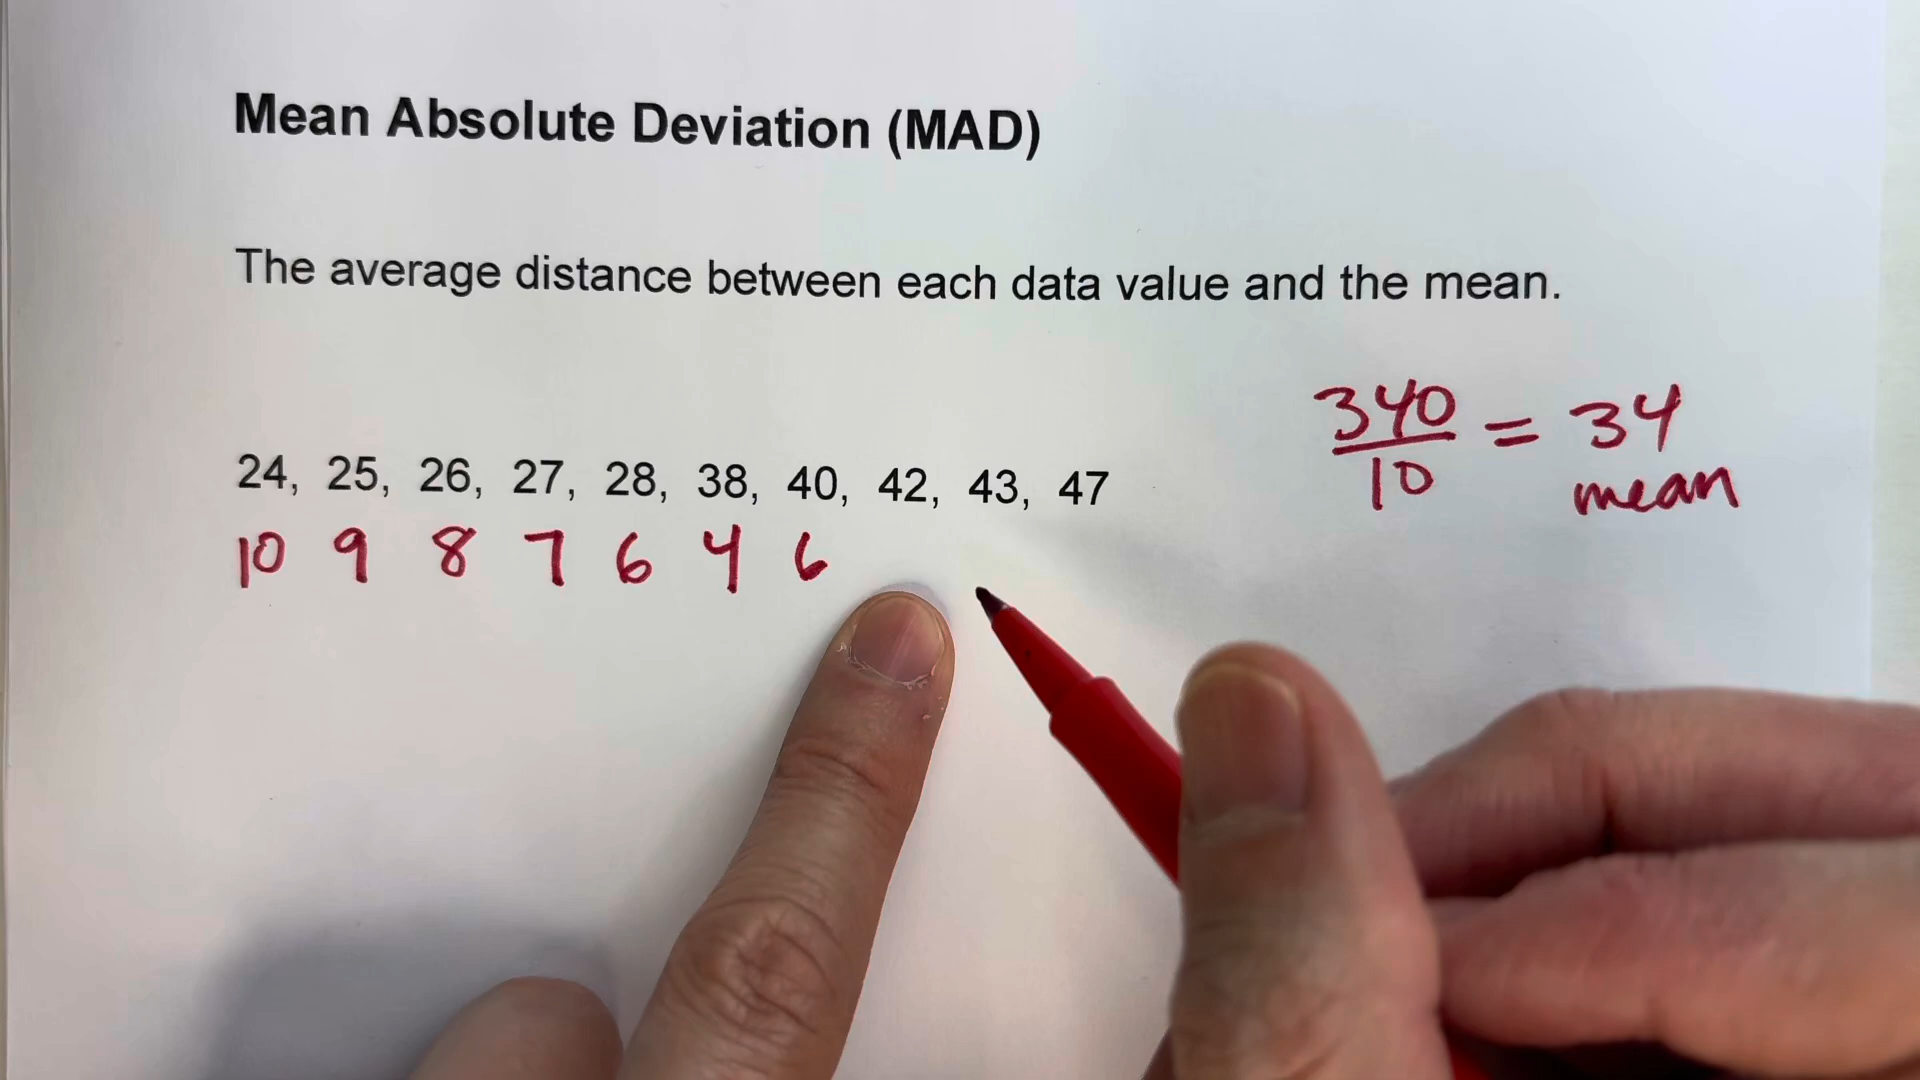 Mean Absolute Deviation (MAD)
The average distance between each data value and the mean.
340
10
= 34
mean
24, 25, 26, 27, 28, 38, 40, 42, 43, 47
10 9 8 7 6 4 6